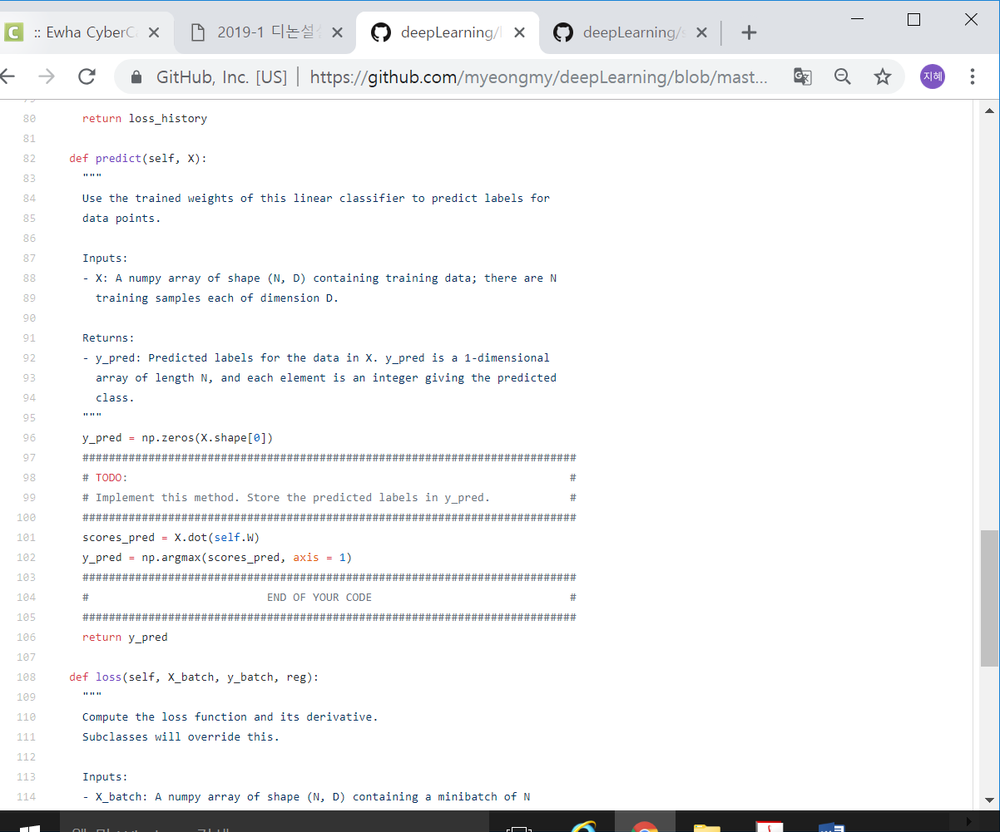 :: Ewha CyberC
2019-1 디논설
deepLearning/
deepLearning/
GitHub, Inc. [US] | https://github.com/myeongmy/deepLearning/blob/mast...
지혜
80 return loss_history
81
82 def predict(self, X):
83 """
84 Use the trained weights of this linear classifier to predict labels for
85 data points.
86
87 Inputs:
88 - X: A numpy array of shape (N, D) containing training data; there are N
89 training samples each of dimension D.
90
91 Returns:
92 - y_pred: Predicted labels for the data in X. y_pred is a 1-dimensional
93 array of length N, and each element is an integer giving the predicted
94 class.
95 """
96 y_pred = np.zeros(X.shape[0])
97 ###########################################################################
98 # TODO: #
99 # Implement this method. Store the predicted labels in y_pred. #
100 ###########################################################################
101 scores_pred = X.dot(self.W)
102 y_pred = np.argmax(scores_pred, axis = 1)
103 ###########################################################################
104 # END OF YOUR CODE #
105 ###########################################################################
106 return y_pred
107
108 def loss(self, X_batch, y_batch, reg):
109 """
110 Compute the loss function and its derivative.
111 Subclasses will override this.
112
113 Inputs:
114 - X_batch: A numpy array of shape (N, D) containing a minibatch of N